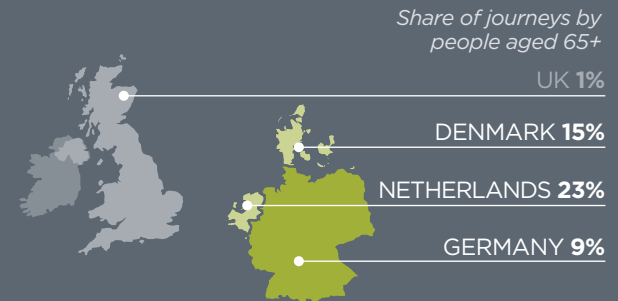 Share of journeys by
people aged 65+
UK 1%
DENMARK 15%
NETHERLANDS 23%
GERMANY 9%